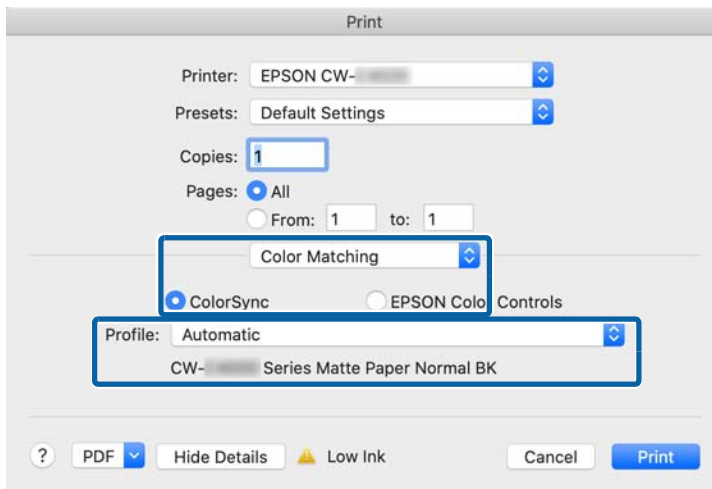 Print
Printer: EPSON CW-
Presets: Default Settings
Copies: 1
Pages: All
From: 1 to: 1
Color Matching
ColorSync EPSON Color Controls
Profile: Automatic
CW- Series Matte Paper Normal BK
? PDF Hide Details Low Ink Cancel Print